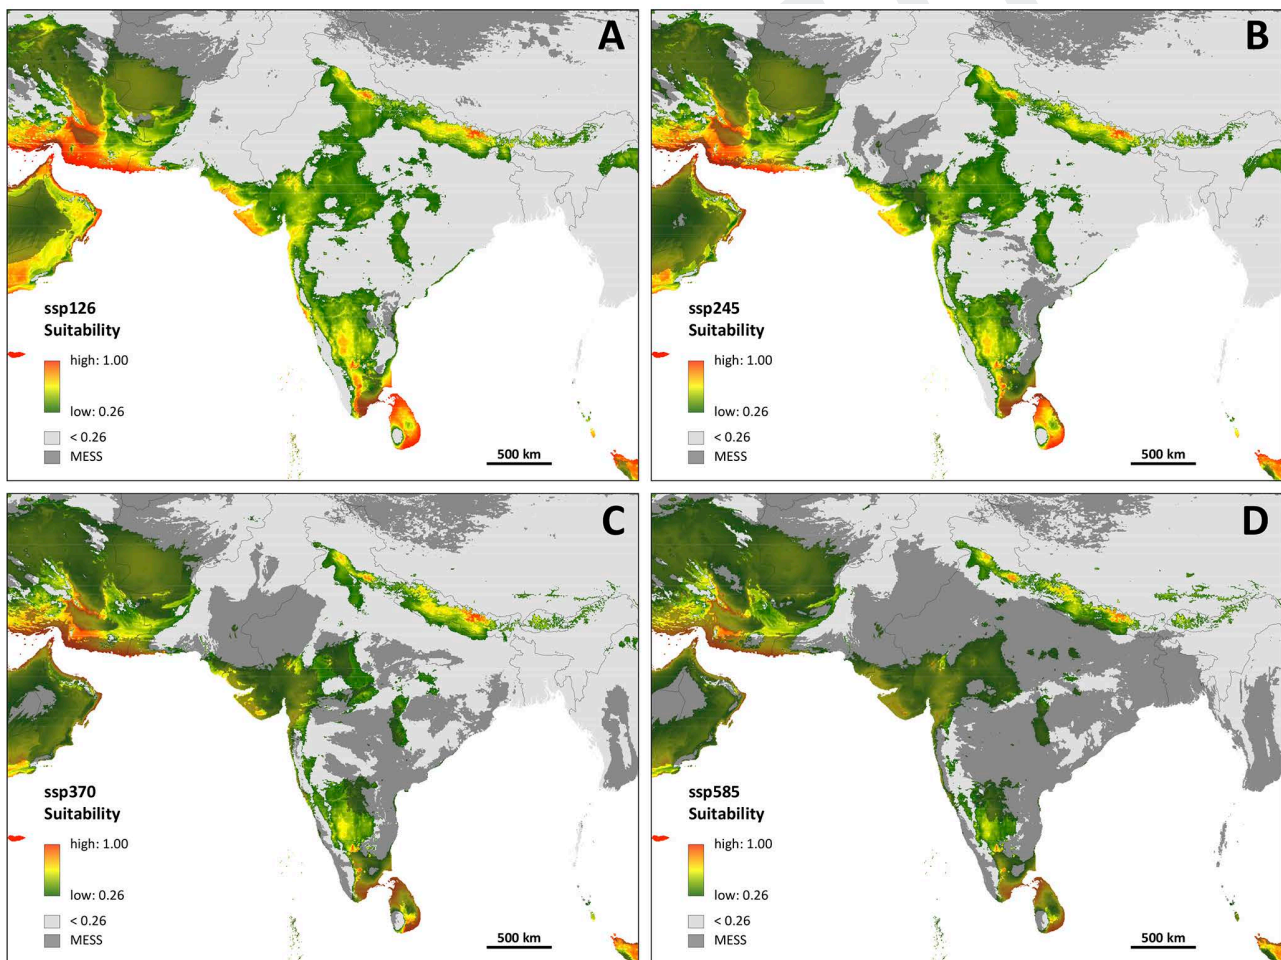 A
ssp126
Suitability
high: 1.00
low: 0.26
< 0.26
MESS
500 km
B
ssp245
Suitability
high: 1.00
low: 0.26
< 0.26
MESS
500 km
C
ssp370
Suitability
high: 1.00
low: 0.26
< 0.26
MESS
500 km
D
ssp585
Suitability
high: 1.00
low: 0.26
< 0.26
MESS
500 km